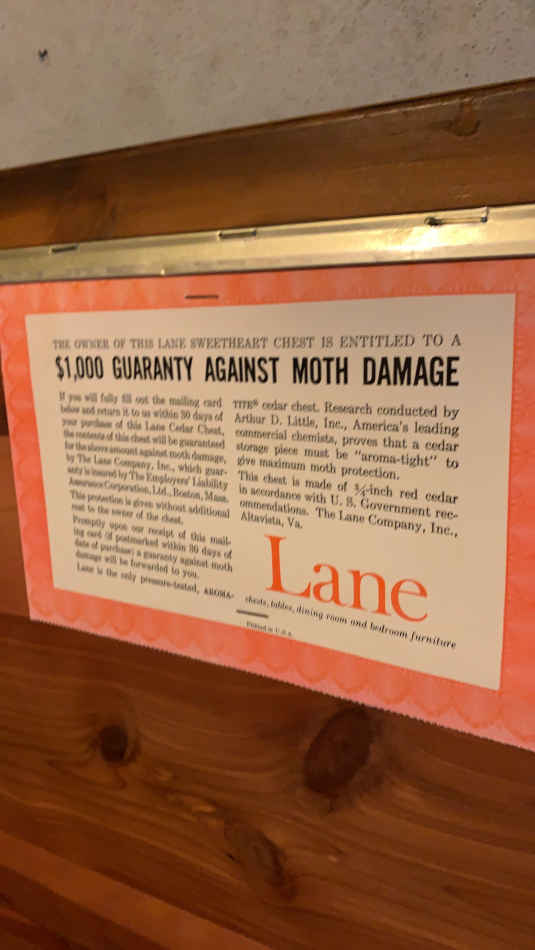 THE OWNER OF THIS LANE SWEETHEART CHEST IS ENTITLED TO A
$1,000 GUARANTY AGAINST MOTH DAMAGE
If you will fully fill out the mailing card
below and return it to us within 30 days of
your purchase of this Lane Cedar Chest,
the contents of this chest will be guaranteed
for the above amount against moth damage,
by The Lane Company, Inc., which guar-
anty is insured by The Employers' Liability
Assurance Corporation, Ltd., Boston, Mass.
This protection is given without additional
cost to the owner of the chest.
Promptly upon our receipt of this mail-
ing card (if postmarked within 30 days of
date of purchase) a guaranty against moth
damage will be forwarded to you.
Lane is the only pressure-tested, AROMA-
TITE® cedar chest. Research conducted by
Arthur D. Little, Inc., America's leading
commercial chemists, proves that a cedar
storage piece must be "aroma-tight" to
give maximum moth protection.
This chest is made of ¾-inch red cedar
in accordance with U. S. Government rec-
ommendations. The Lane Company, Inc.,
Altavista, Va.
Lane
chests, tables, dining room and bedroom furniture
Printed in U.S.A.